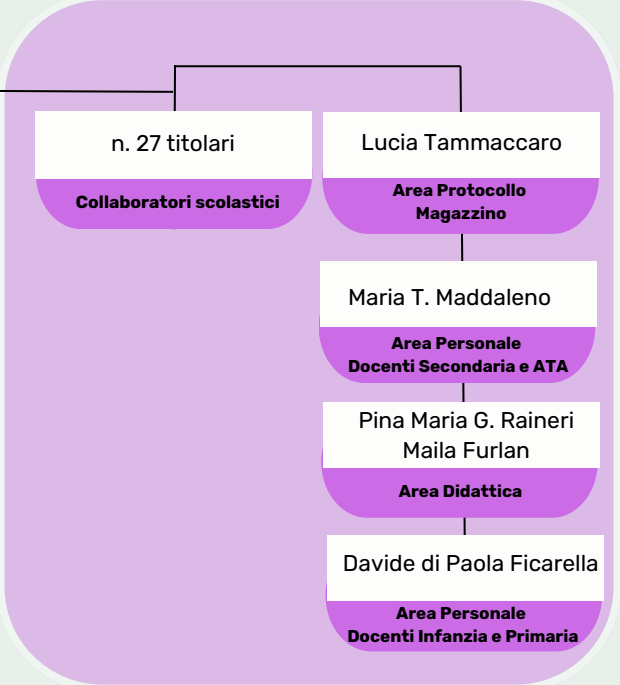 n. 27 titolari
Collaboratori scolastici
Lucia Tammaccaro
Area Protocollo
Magazzino
Maria T. Maddaleno
Area Personale
Docenti Secondaria e ATA
Pina Maria G. Raineri
Maila Furlan
Area Didattica
Davide di Paola Ficarella
Area Personale
Docenti Infanzia e Primaria